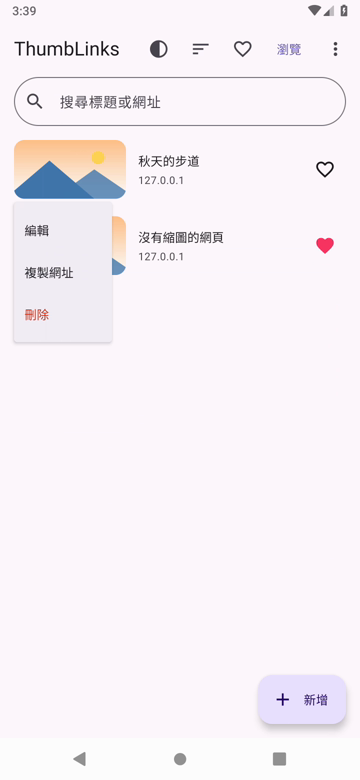 3:39
ThumbLinks
瀏覽
搜尋標題或網址
秋天的步道
127.0.0.1
沒有縮圖的網頁
127.0.0.1
編輯
複製網址
刪除
新增